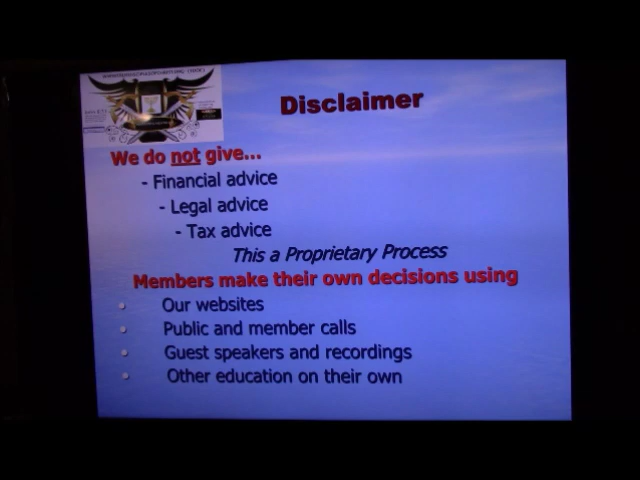 Disclaimer
We do not give...
- Financial advice
- Legal advice
- Tax advice
This a Proprietary Process
Members make their own decisions using
• Our websites
• Public and member calls
• Guest speakers and recordings
• Other education on their own